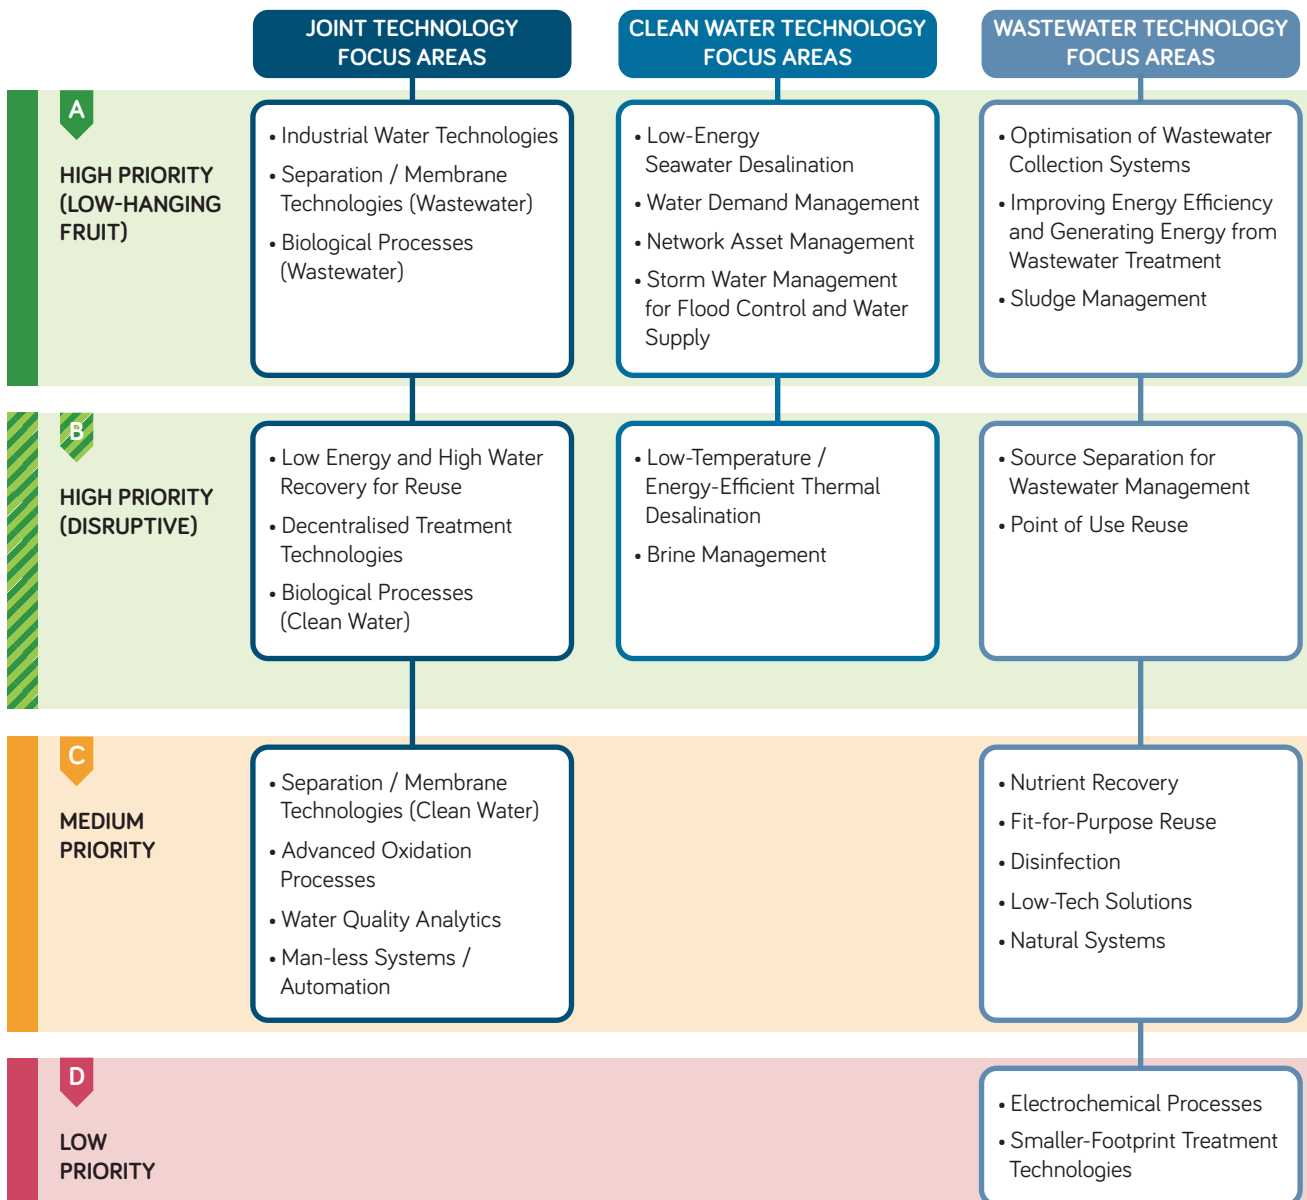 JOINT TECHNOLOGY
FOCUS AREAS
CLEAN WATER TECHNOLOGY
FOCUS AREAS
WASTEWATER TECHNOLOGY
FOCUS AREAS
A
HIGH PRIORITY
(LOW-HANGING
FRUIT)
• Industrial Water Technologies
• Separation / Membrane
Technologies (Wastewater)
• Biological Processes
(Wastewater)
• Low-Energy
Seawater Desalination
• Water Demand Management
• Network Asset Management
• Storm Water Management
for Flood Control and Water
Supply
• Optimisation of Wastewater
Collection Systems
• Improving Energy Efficiency
and Generating Energy from
Wastewater Treatment
• Sludge Management
B
HIGH PRIORITY
(DISRUPTIVE)
• Low Energy and High Water
Recovery for Reuse
• Decentralised Treatment
Technologies
• Biological Processes
(Clean Water)
• Low-Temperature /
Energy-Efficient Thermal
Desalination
• Brine Management
• Source Separation for
Wastewater Management
• Point of Use Reuse
C
MEDIUM
PRIORITY
• Separation / Membrane
Technologies (Clean Water)
• Advanced Oxidation
Processes
• Water Quality Analytics
• Man-less Systems /
Automation
• Nutrient Recovery
• Fit-for-Purpose Reuse
• Disinfection
• Low-Tech Solutions
• Natural Systems
D
LOW
PRIORITY
• Electrochemical Processes
• Smaller-Footprint Treatment
Technologies